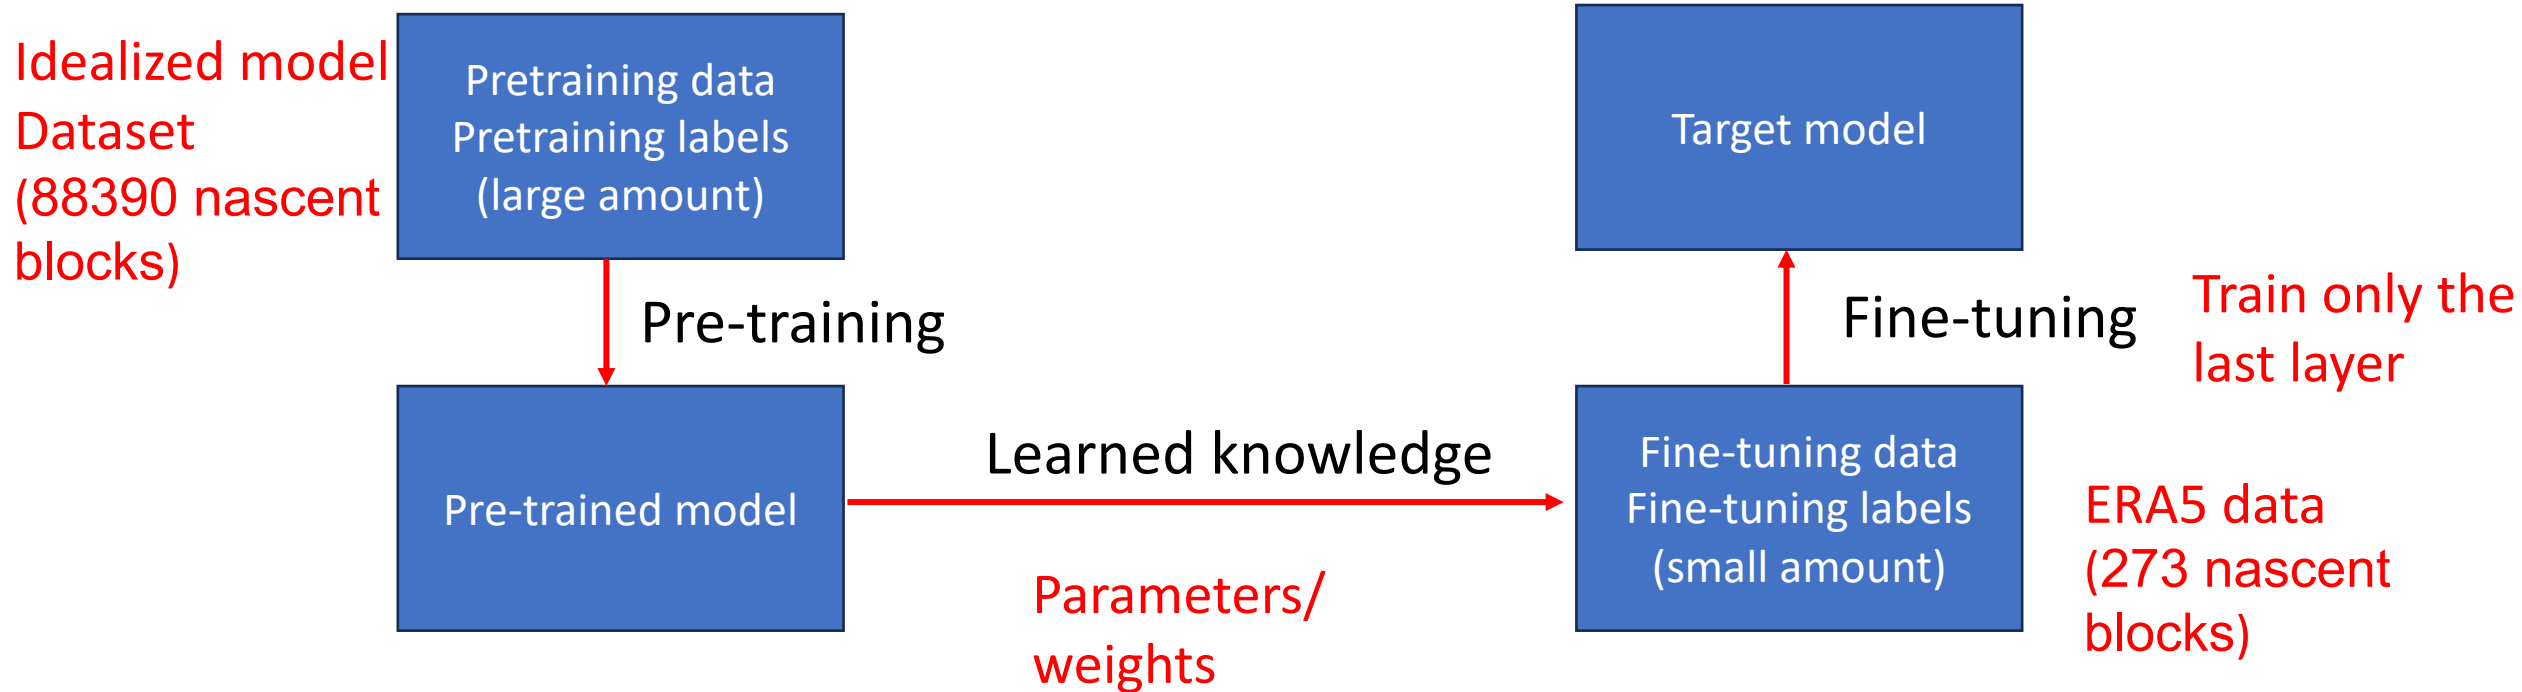 Idealized model
Dataset
(88390 nascent
blocks)
Pretraining data
Pretraining labels
(large amount)
Pre-training
Pre-trained model
Learned knowledge
Parameters/
weights
Target model
Fine-tuning
Train only the
last layer
Fine-tuning data
Fine-tuning labels
(small amount)
ERA5 data
(273 nascent
blocks)